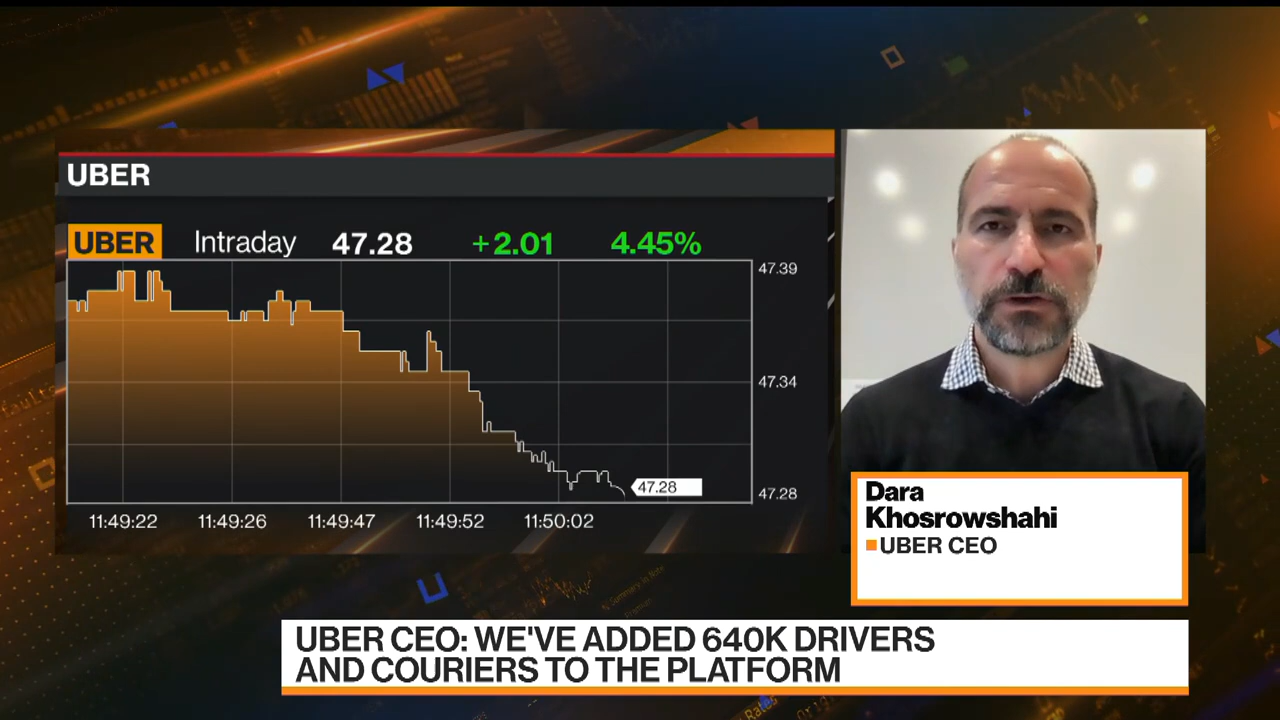 UBER
UBER Intraday 47.28 +2.01 4.45%
47.39
47.34
47.28
47.28
11:49:22 11:49:26 11:49:47 11:49:52 11:50:02
Dara
Khosrowshahi
UBER CEO
UBER CEO: WE'VE ADDED 640K DRIVERS
AND COURIERS TO THE PLATFORM